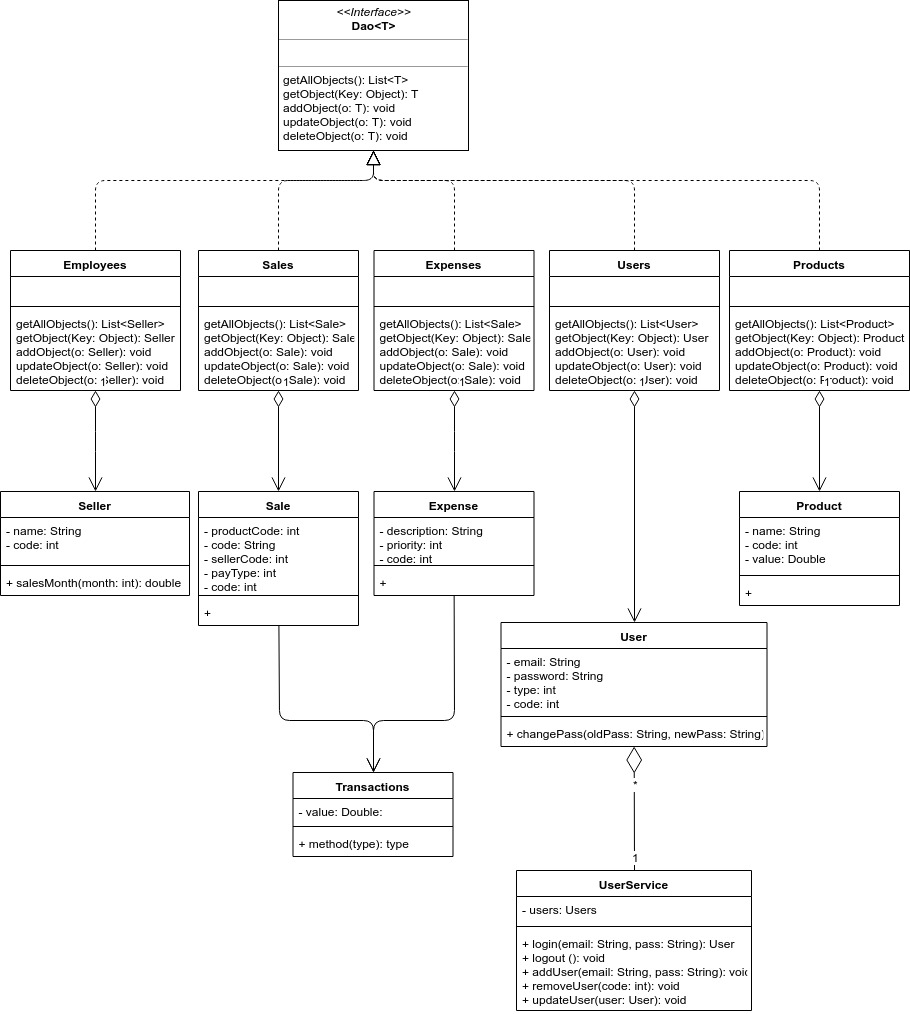 <<Interface>>
Dao<T>
getAllObjects(): List<T>
getObject(Key: Object): T
addObject(o: T): void
updateObject(o: T): void
deleteObject(o: T): void
Employees
getAllObjects(): List<Seller>
getObject(Key: Object): Seller
addObject(o: Seller): void
updateObject(o: Seller): void
deleteObject(o: Seller): void
1
Sales
getAllObjects(): List<Sale>
getObject(Key: Object): Sale
addObject(o: Sale): void
updateObject(o: Sale): void
deleteObject(o: Sale): void
1
Expenses
getAllObjects(): List<Sale>
getObject(Key: Object): Sale
addObject(o: Sale): void
updateObject(o: Sale): void
deleteObject(o: Sale): void
1
Users
getAllObjects(): List<User>
getObject(Key: Object): User
addObject(o: User): void
updateObject(o: User): void
deleteObject(o: User): void
1
Products
getAllObjects(): List<Product>
getObject(Key: Object): Product
addObject(o: Product): void
updateObject(o: Product): void
deleteObject(o: Product): void
1
Seller
- name: String
- code: int
+ salesMonth(month: int): double
Sale
- productCode: int
- code: String
- sellerCode: int
- payType: int
- code: int
+
Expense
- description: String
- priority: int
- code: int
+
Product
- name: String
- code: int
- value: Double
+
User
- email: String
- password: String
- type: int
- code: int
+ changePass(oldPass: String, newPass: String)
Transactions
- value: Double:
+ method(type): type
*
1
UserService
- users: Users
+ login(email: String, pass: String): User
+ logout (): void
+ addUser(email: String, pass: String): void
+ removeUser(code: int): void
+ updateUser(user: User): void